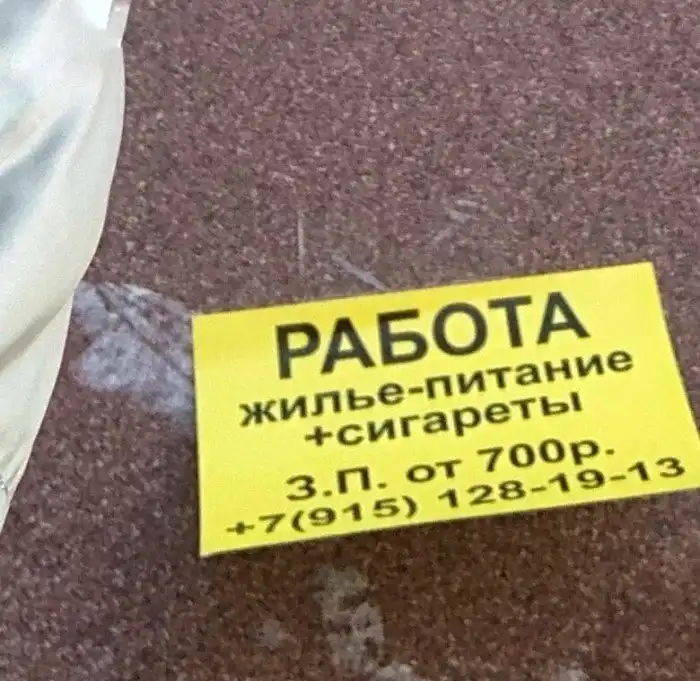 РАБОТА
жилье-питание
+сигареты
З.П. от 700р.
+7(915) 128-19-13